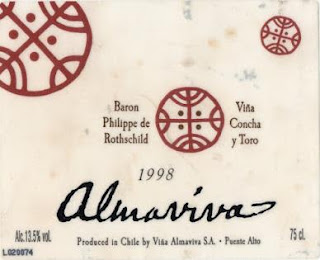 Baron
Philippe de
Rothschild
Viña
Concha
y Toro
1998
Almaviva
Alc.13.5% vol.
75 cl.
Produced in Chile by Viña Almaviva S.A. · Puente Alto
L020974